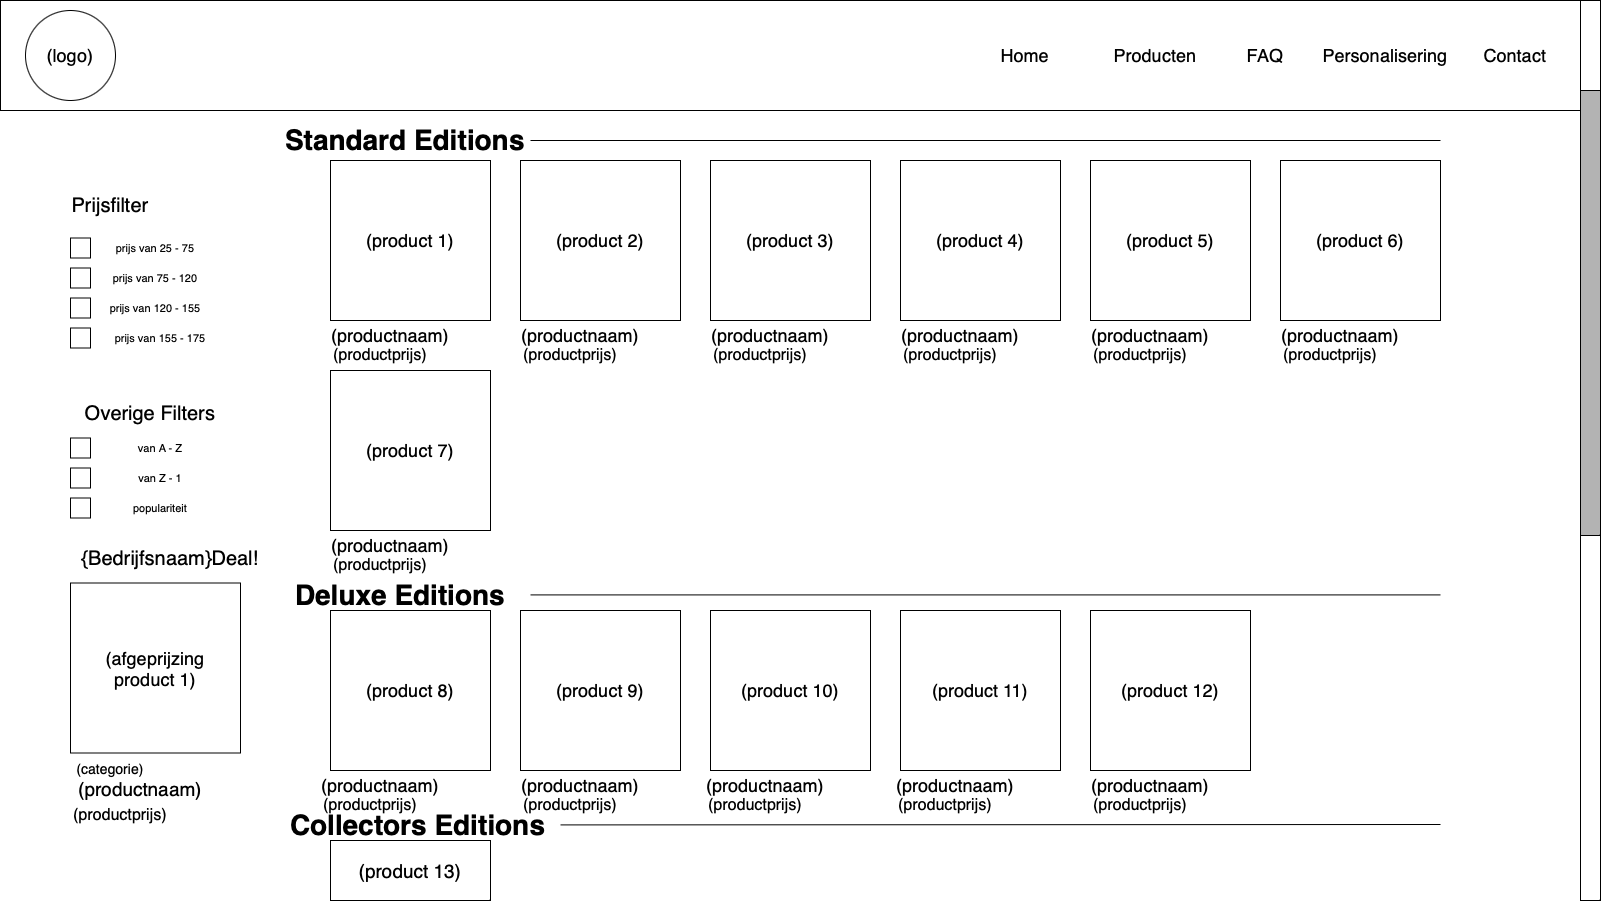 (logo)
Home
Producten
FAQ
Personalisering
Contact
Prijsfilter
prijs van 25 - 75
prijs van 75 - 120
prijs van 120 - 155
prijs van 155 - 175
Overige Filters
van A - Z
van Z - 1
populariteit
{Bedrijfsnaam}Deal!
(afgeprijzing
product 1)
(categorie)
(productnaam)
(productprijs)
Standard Editions
(product 1)
(productnaam)
(productprijs)
(product 2)
(productnaam)
(productprijs)
(product 3)
(productnaam)
(productprijs)
(product 4)
(productnaam)
(productprijs)
(product 5)
(productnaam)
(productprijs)
(product 6)
(productnaam)
(productprijs)
(product 7)
(productnaam)
(productprijs)
Deluxe Editions
(product 8)
(productnaam)
(productprijs)
(product 9)
(productnaam)
(productprijs)
(product 10)
(productnaam)
(productprijs)
(product 11)
(productnaam)
(productprijs)
(product 12)
(productnaam)
(productprijs)
Collectors Editions
(product 13)